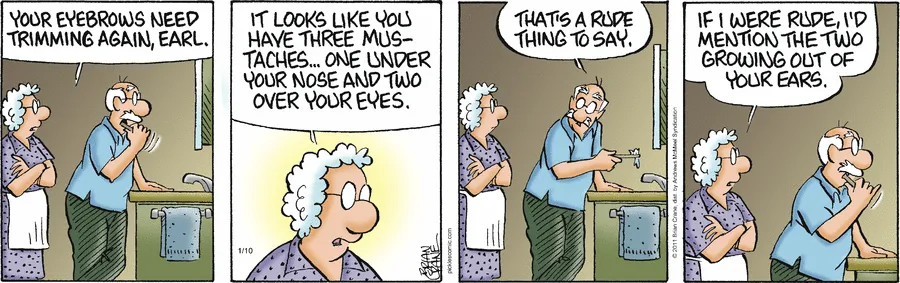 YOUR EYEBROWS NEED
TRIMMING AGAIN, EARL.
IT LOOKS LIKE YOU
HAVE THREE MUS-
TACHES... ONE UNDER
YOUR NOSE AND TWO
OVER YOUR EYES.
1/10
BRIAN
CRANE
picklescomic.com
THAT'S A RUDE
THING TO SAY.
© 2011 Brian Crane, dist. by Andrews McMeel Syndication
IF I WERE RUDE, I'D
MENTION THE TWO
GROWING OUT OF
YOUR EARS.